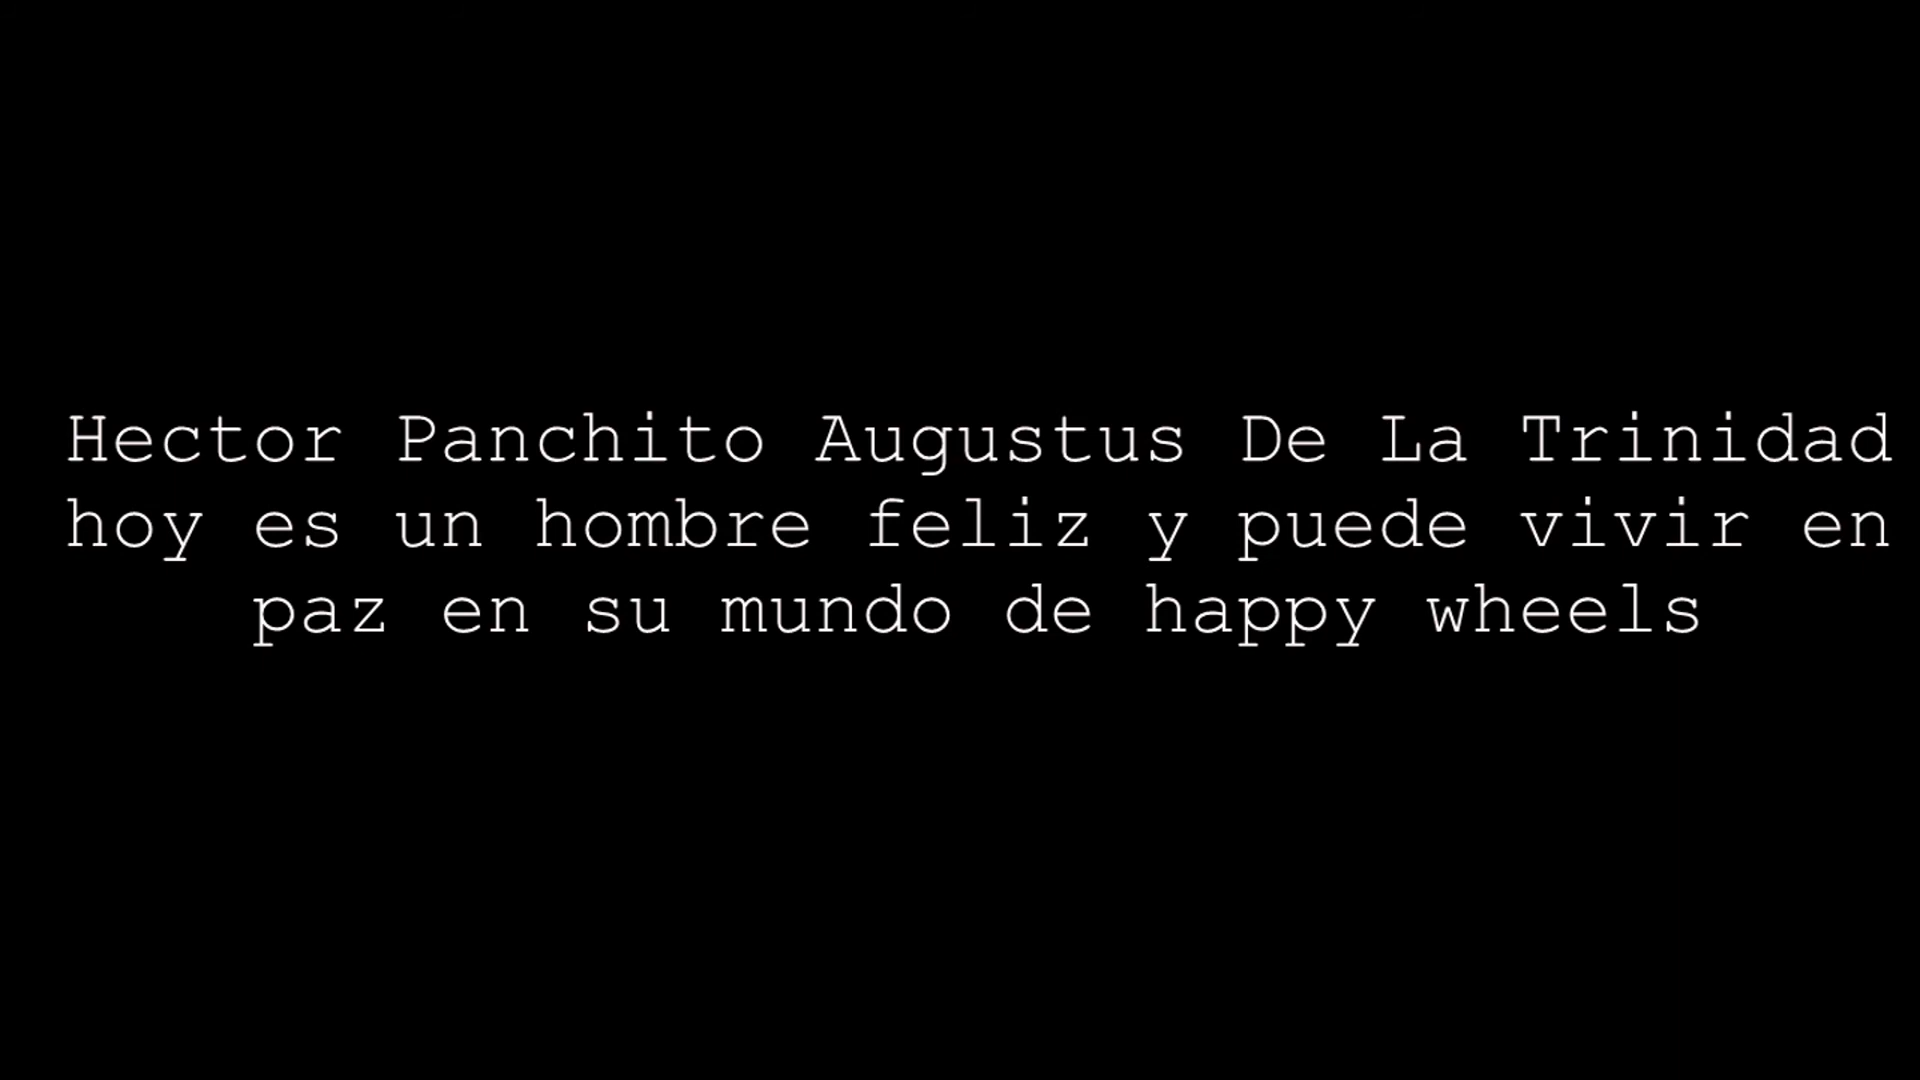 Hector Panchito Augustus De La Trinidad
hoy es un hombre feliz y puede vivir en
paz en su mundo de happy wheels